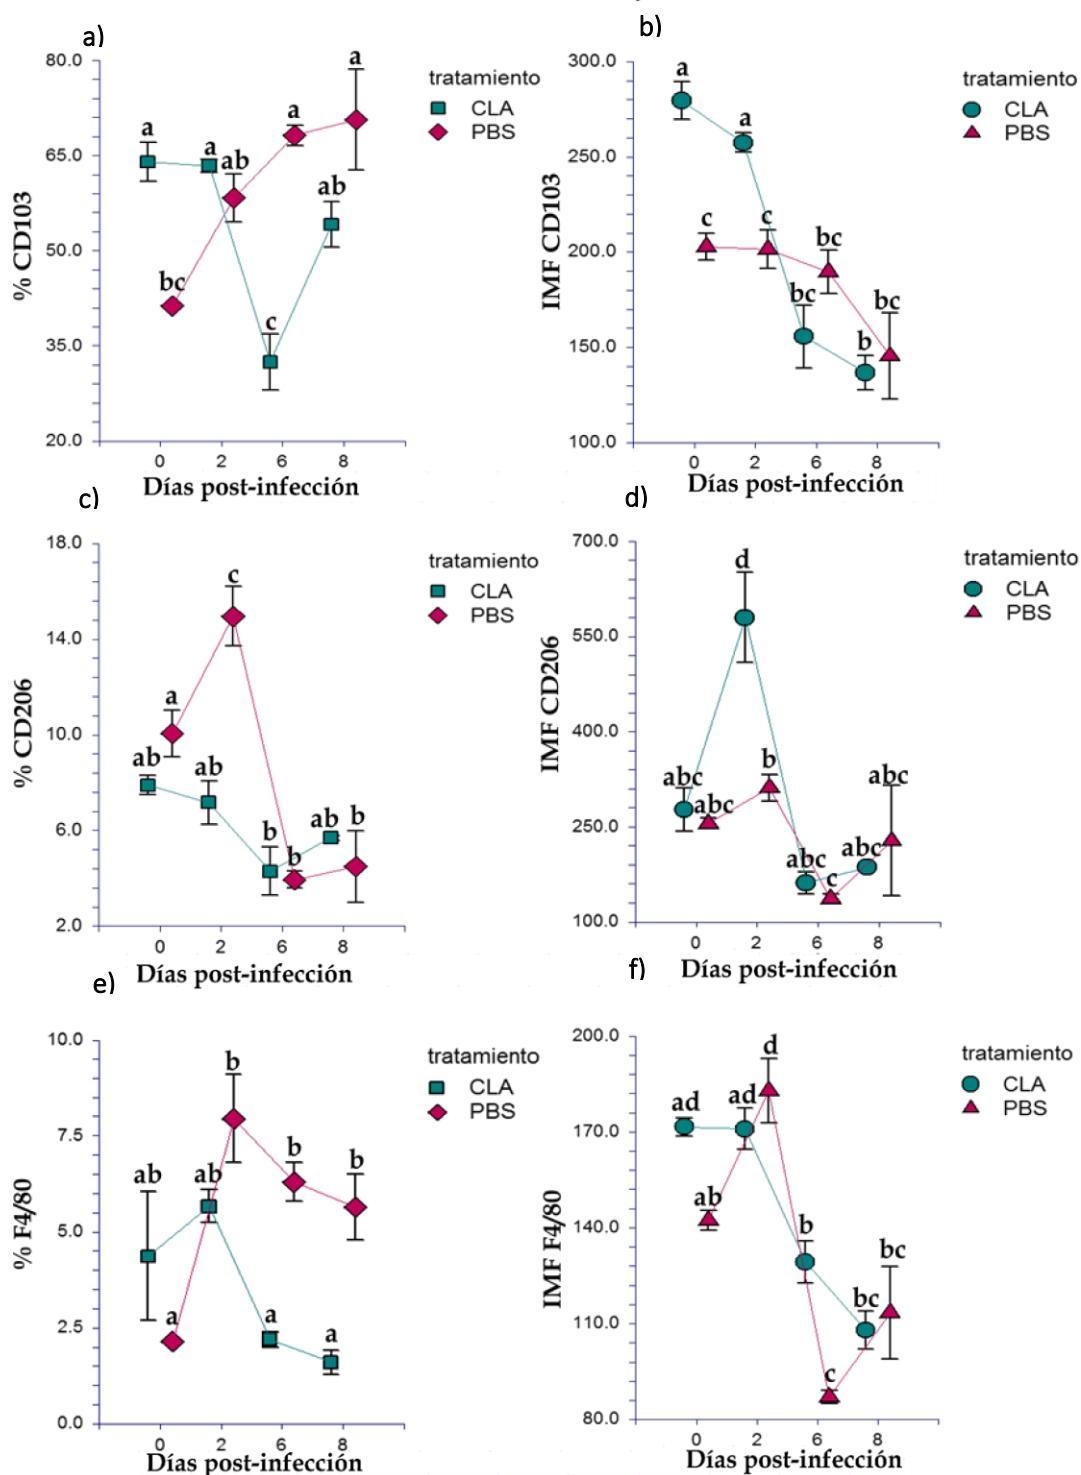 a)
80.0
65.0
50.0
35.0
20.0
% CD103
a
a
ab
a
a
bc
c
ab
tratamiento
CLA
PBS
0 2 6 8
Días post-infección
b)
300.0
250.0
200.0
150.0
100.0
IMF CD103
a
a
c
c
bc
bc
bc
b
tratamiento
CLA
PBS
0 2 6 8
Días post-infección
c)
18.0
14.0
10.0
6.0
2.0
% CD206
c
a
ab
ab
b
b
ab
b
tratamiento
CLA
PBS
0 2 6 8
Días post-infección
d)
700.0
550.0
400.0
250.0
100.0
IMF CD206
d
b
abc
abc
abc
abc
abc
c
tratamiento
CLA
PBS
0 2 6 8
Días post-infección
e)
10.0
7.5
5.0
2.5
0.0
% F4/80
b
ab
ab
b
b
a
a
a
tratamiento
CLA
PBS
0 2 6 8
Días post-infección
f)
200.0
170.0
140.0
110.0
80.0
IMF F4/80
d
ad
ad
ab
b
bc
bc
c
tratamiento
CLA
PBS
0 2 6 8
Días post-infección